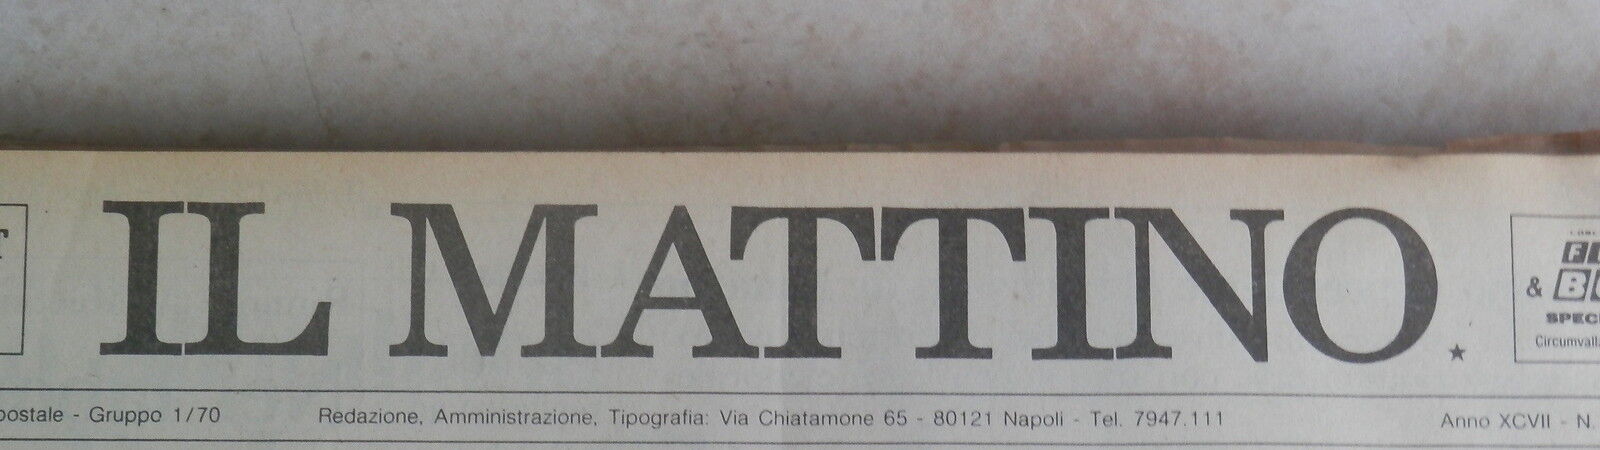 IL MATTINO.
&
SPEC
postale - Gruppo 1/70
Redazione, Amministrazione, Tipografia: Via Chiatamone 65 - 80121 Napoli - Tel. 7947.111
Anno XCVII - N.